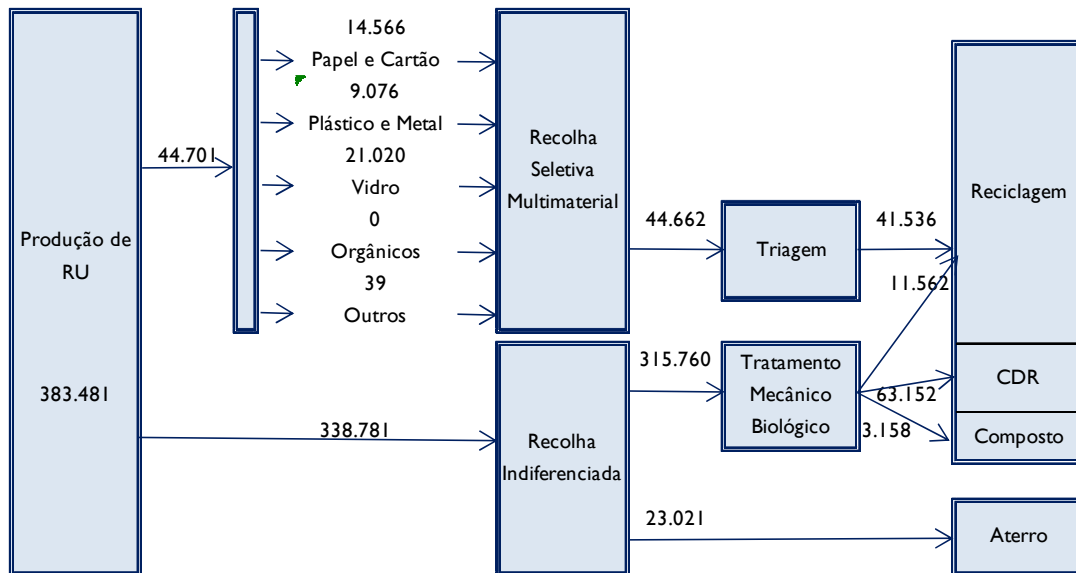 Produção de
RU
383.481
44.701
338.781
14.566
Papel e Cartão
9.076
Plástico e Metal
21.020
Vidro
0
Orgânicos
39
Outros
Recolha
Seletiva
Multimaterial
44.662
Triagem
41.536
Reciclagem
11.562
Recolha
Indiferenciada
315.760
Tratamento
Mecânico
Biológico
63.152
CDR
3.158
Composto
23.021
Aterro